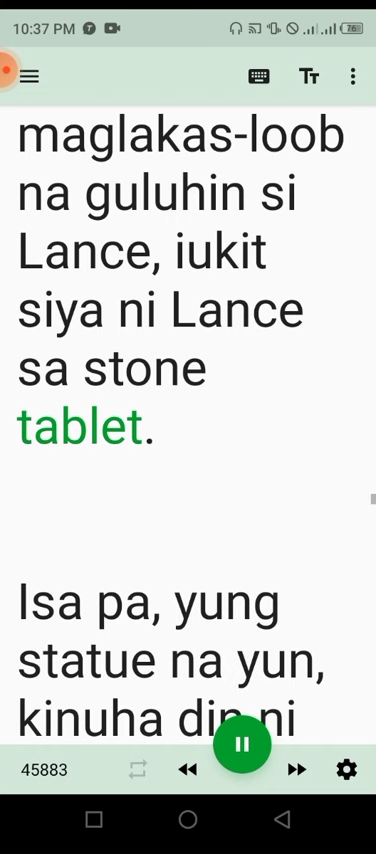 10:37 PM
76
maglakas-loob
na guluhin si
Lance, iukit
siya ni Lance
sa stone
tablet.
Isa pa, yung
statue na yun,
kinuha din ni
45883